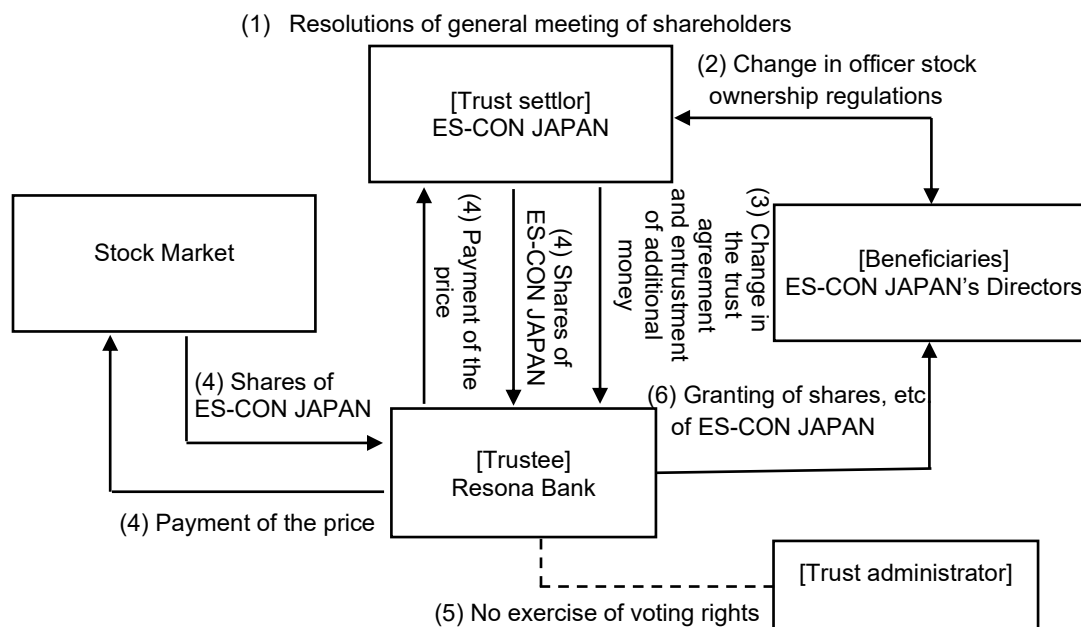 (1) Resolutions of general meeting of shareholders
[Trust settlor]
ES-CON JAPAN
(2) Change in officer stock
ownership regulations
Stock Market
(4) Payment of the
price
(4) Shares of
ES-CON JAPAN
(3) Change in
the trust
agreement
and entrustment
of additional
money
[Beneficiaries]
ES-CON JAPAN’s Directors
(4) Shares of
ES-CON JAPAN
(6) Granting of shares, etc.
of ES-CON JAPAN
[Trustee]
Resona Bank
(4) Payment of the price
[Trust administrator]
(5) No exercise of voting rights